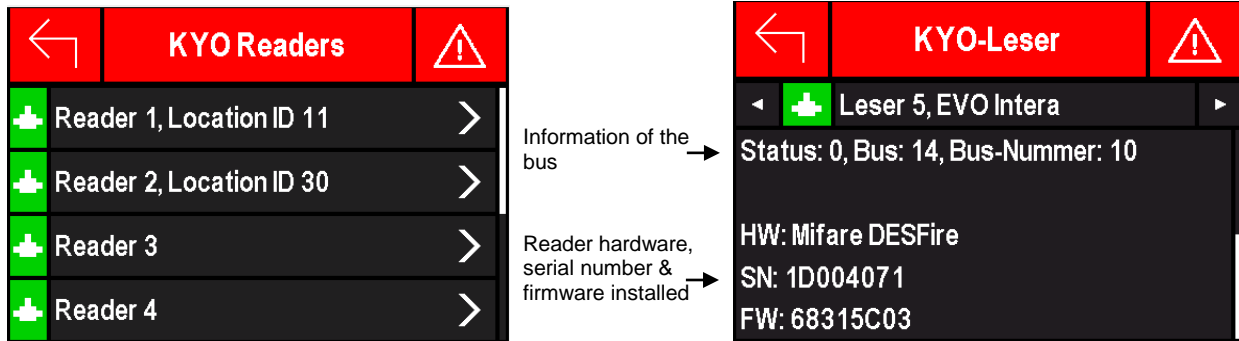 KYO Readers
Reader 1, Location ID 11
Reader 2, Location ID 30
Reader 3
Reader 4
Information of the
bus
Reader hardware,
serial number &
firmware installed
KYO-Leser
Leser 5, EVO Intera
Status: 0, Bus: 14, Bus-Nummer: 10
HW: Mifare DESFire
SN: 1D004071
FW: 68315C03